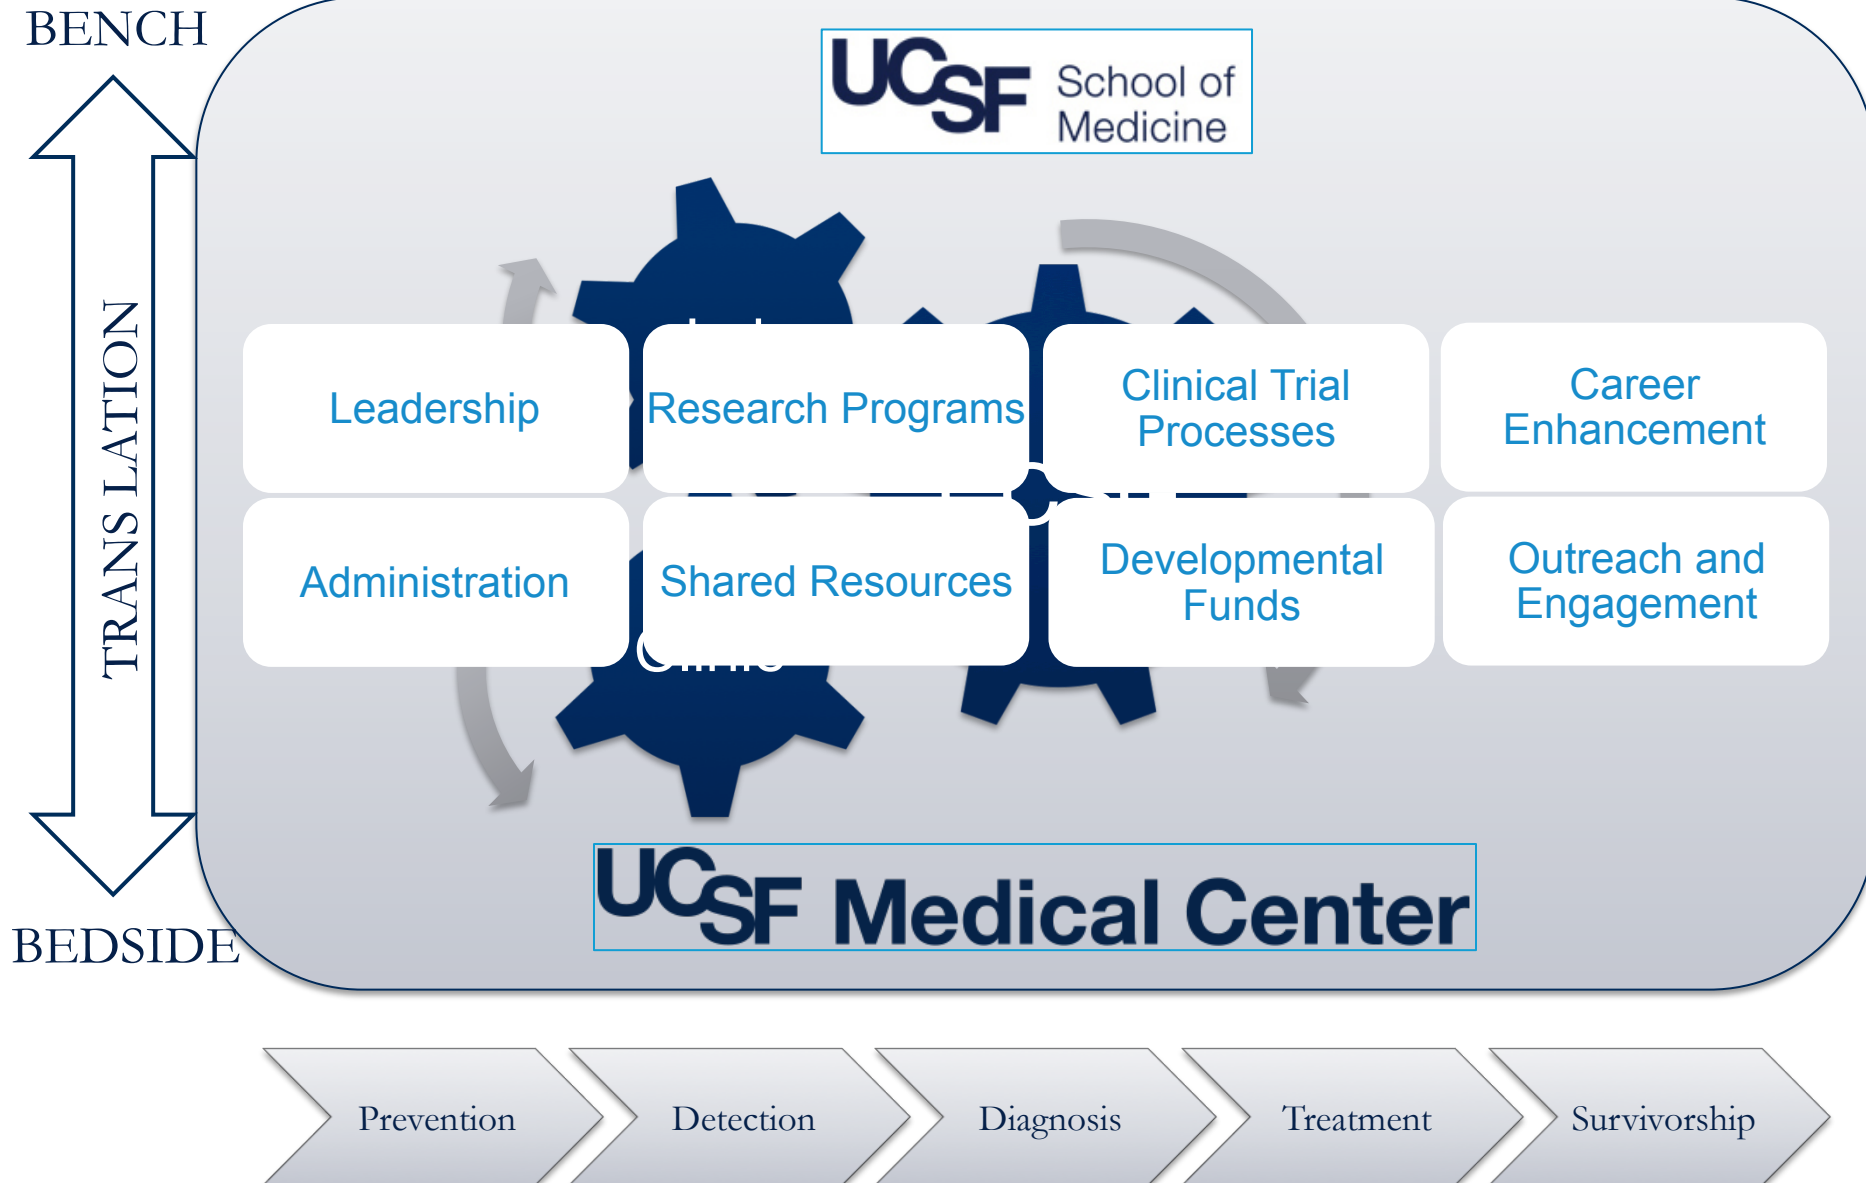 BENCH
UCSF School of
Medicine
TRANS LATION
Leadership
Research Programs
Clinical Trial
Processes
Career
Enhancement
Administration
Shared Resources
Developmental
Funds
Outreach and
Engagement
Clinic
UCSF Medical Center
BEDSIDE
Prevention
Detection
Diagnosis
Treatment
Survivorship